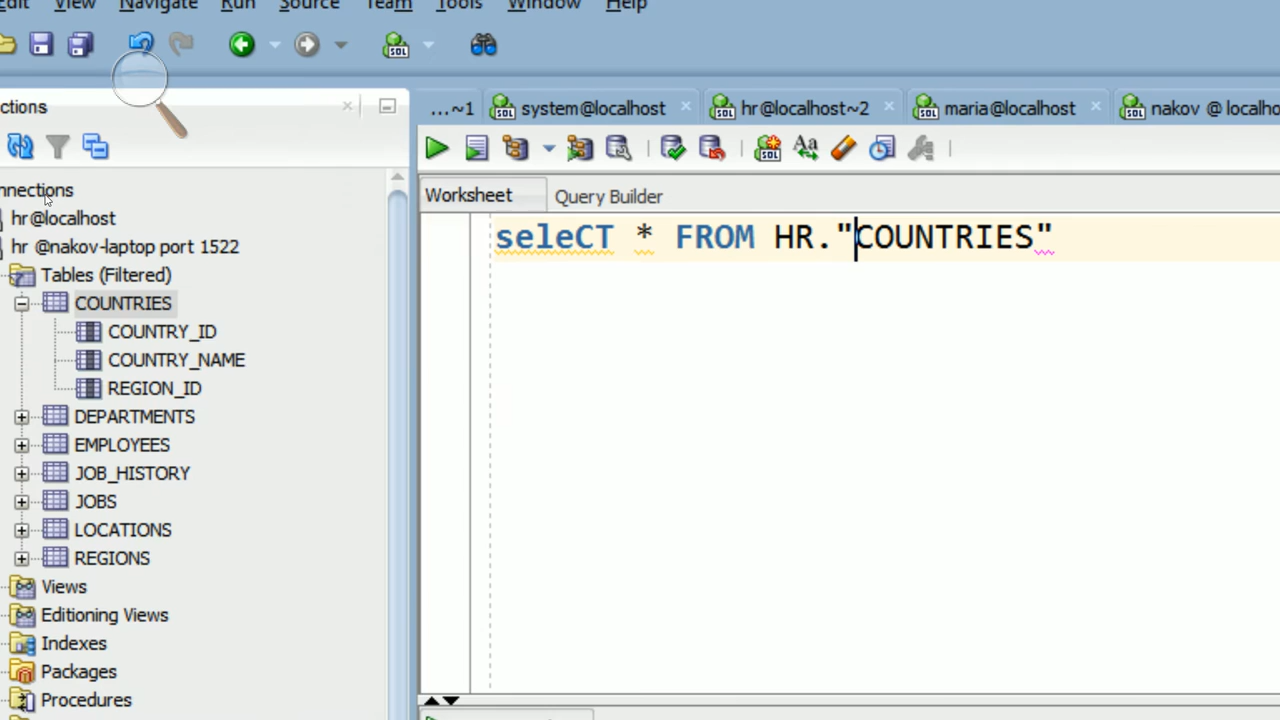 Edit View Navigate Run Source Team Tools Window Help
ctions
...~1 system@localhost hr@localhost~2 maria@localhost nakov @ localho
Worksheet Query Builder
seleCT * FROM HR."COUNTRIES"
nnections
hr@localhost
hr @nakov-laptop port 1522
Tables (Filtered)
COUNTRIES
COUNTRY_ID
COUNTRY_NAME
REGION_ID
DEPARTMENTS
EMPLOYEES
JOB_HISTORY
JOBS
LOCATIONS
REGIONS
Views
Editioning Views
Indexes
Packages
Procedures